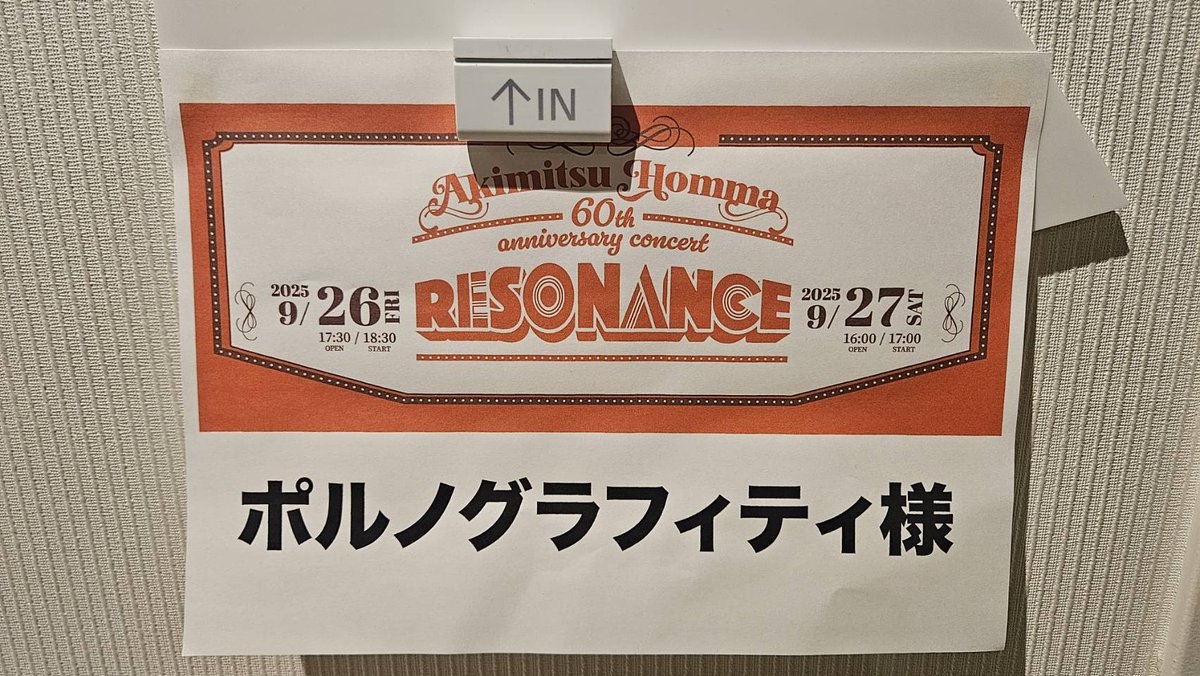 ↑IN
Akimitsu Homma
60th
anniversary concert
RESONANCE
2025
9/26 FRI
17:30 / 18:30
OPEN START
2025
9/27 SAT
16:00 / 17:00
OPEN START
ポルノグラフィティ様